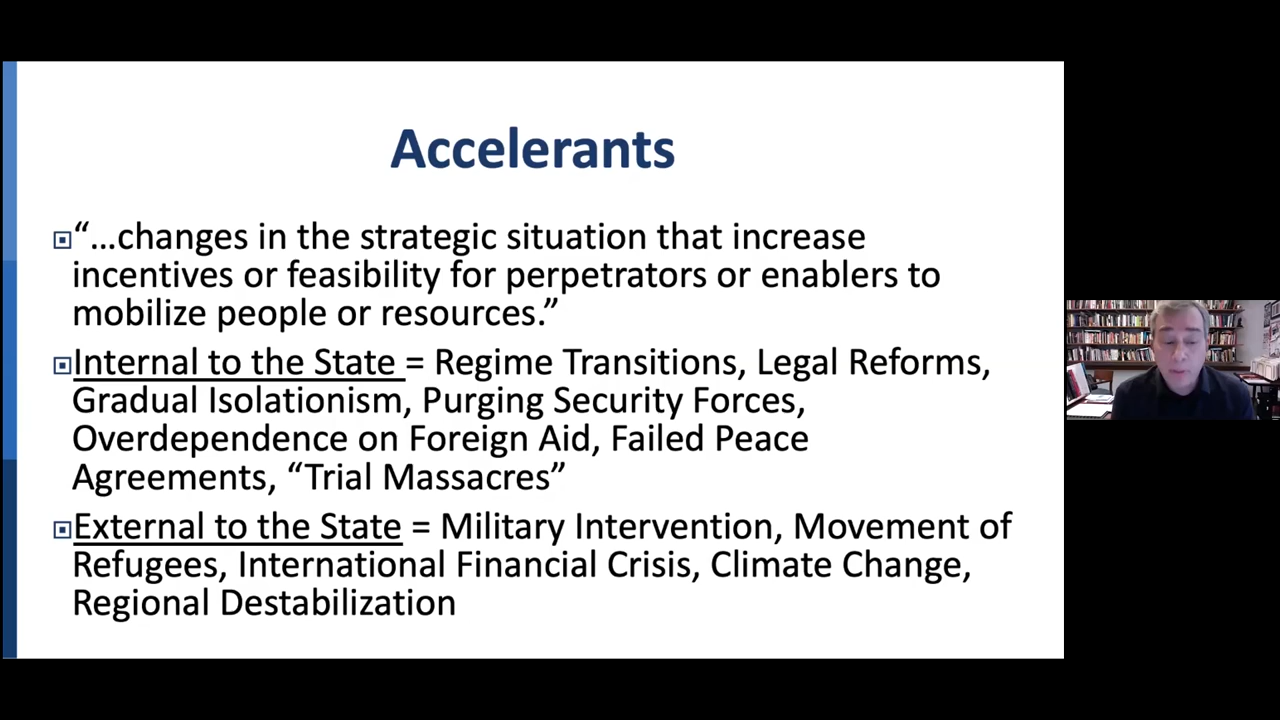 Accelerants
“...changes in the strategic situation that increase
incentives or feasibility for perpetrators or enablers to
mobilize people or resources.”
Internal to the State = Regime Transitions, Legal Reforms,
Gradual Isolationism, Purging Security Forces,
Overdependence on Foreign Aid, Failed Peace
Agreements, “Trial Massacres”
External to the State = Military Intervention, Movement of
Refugees, International Financial Crisis, Climate Change,
Regional Destabilization